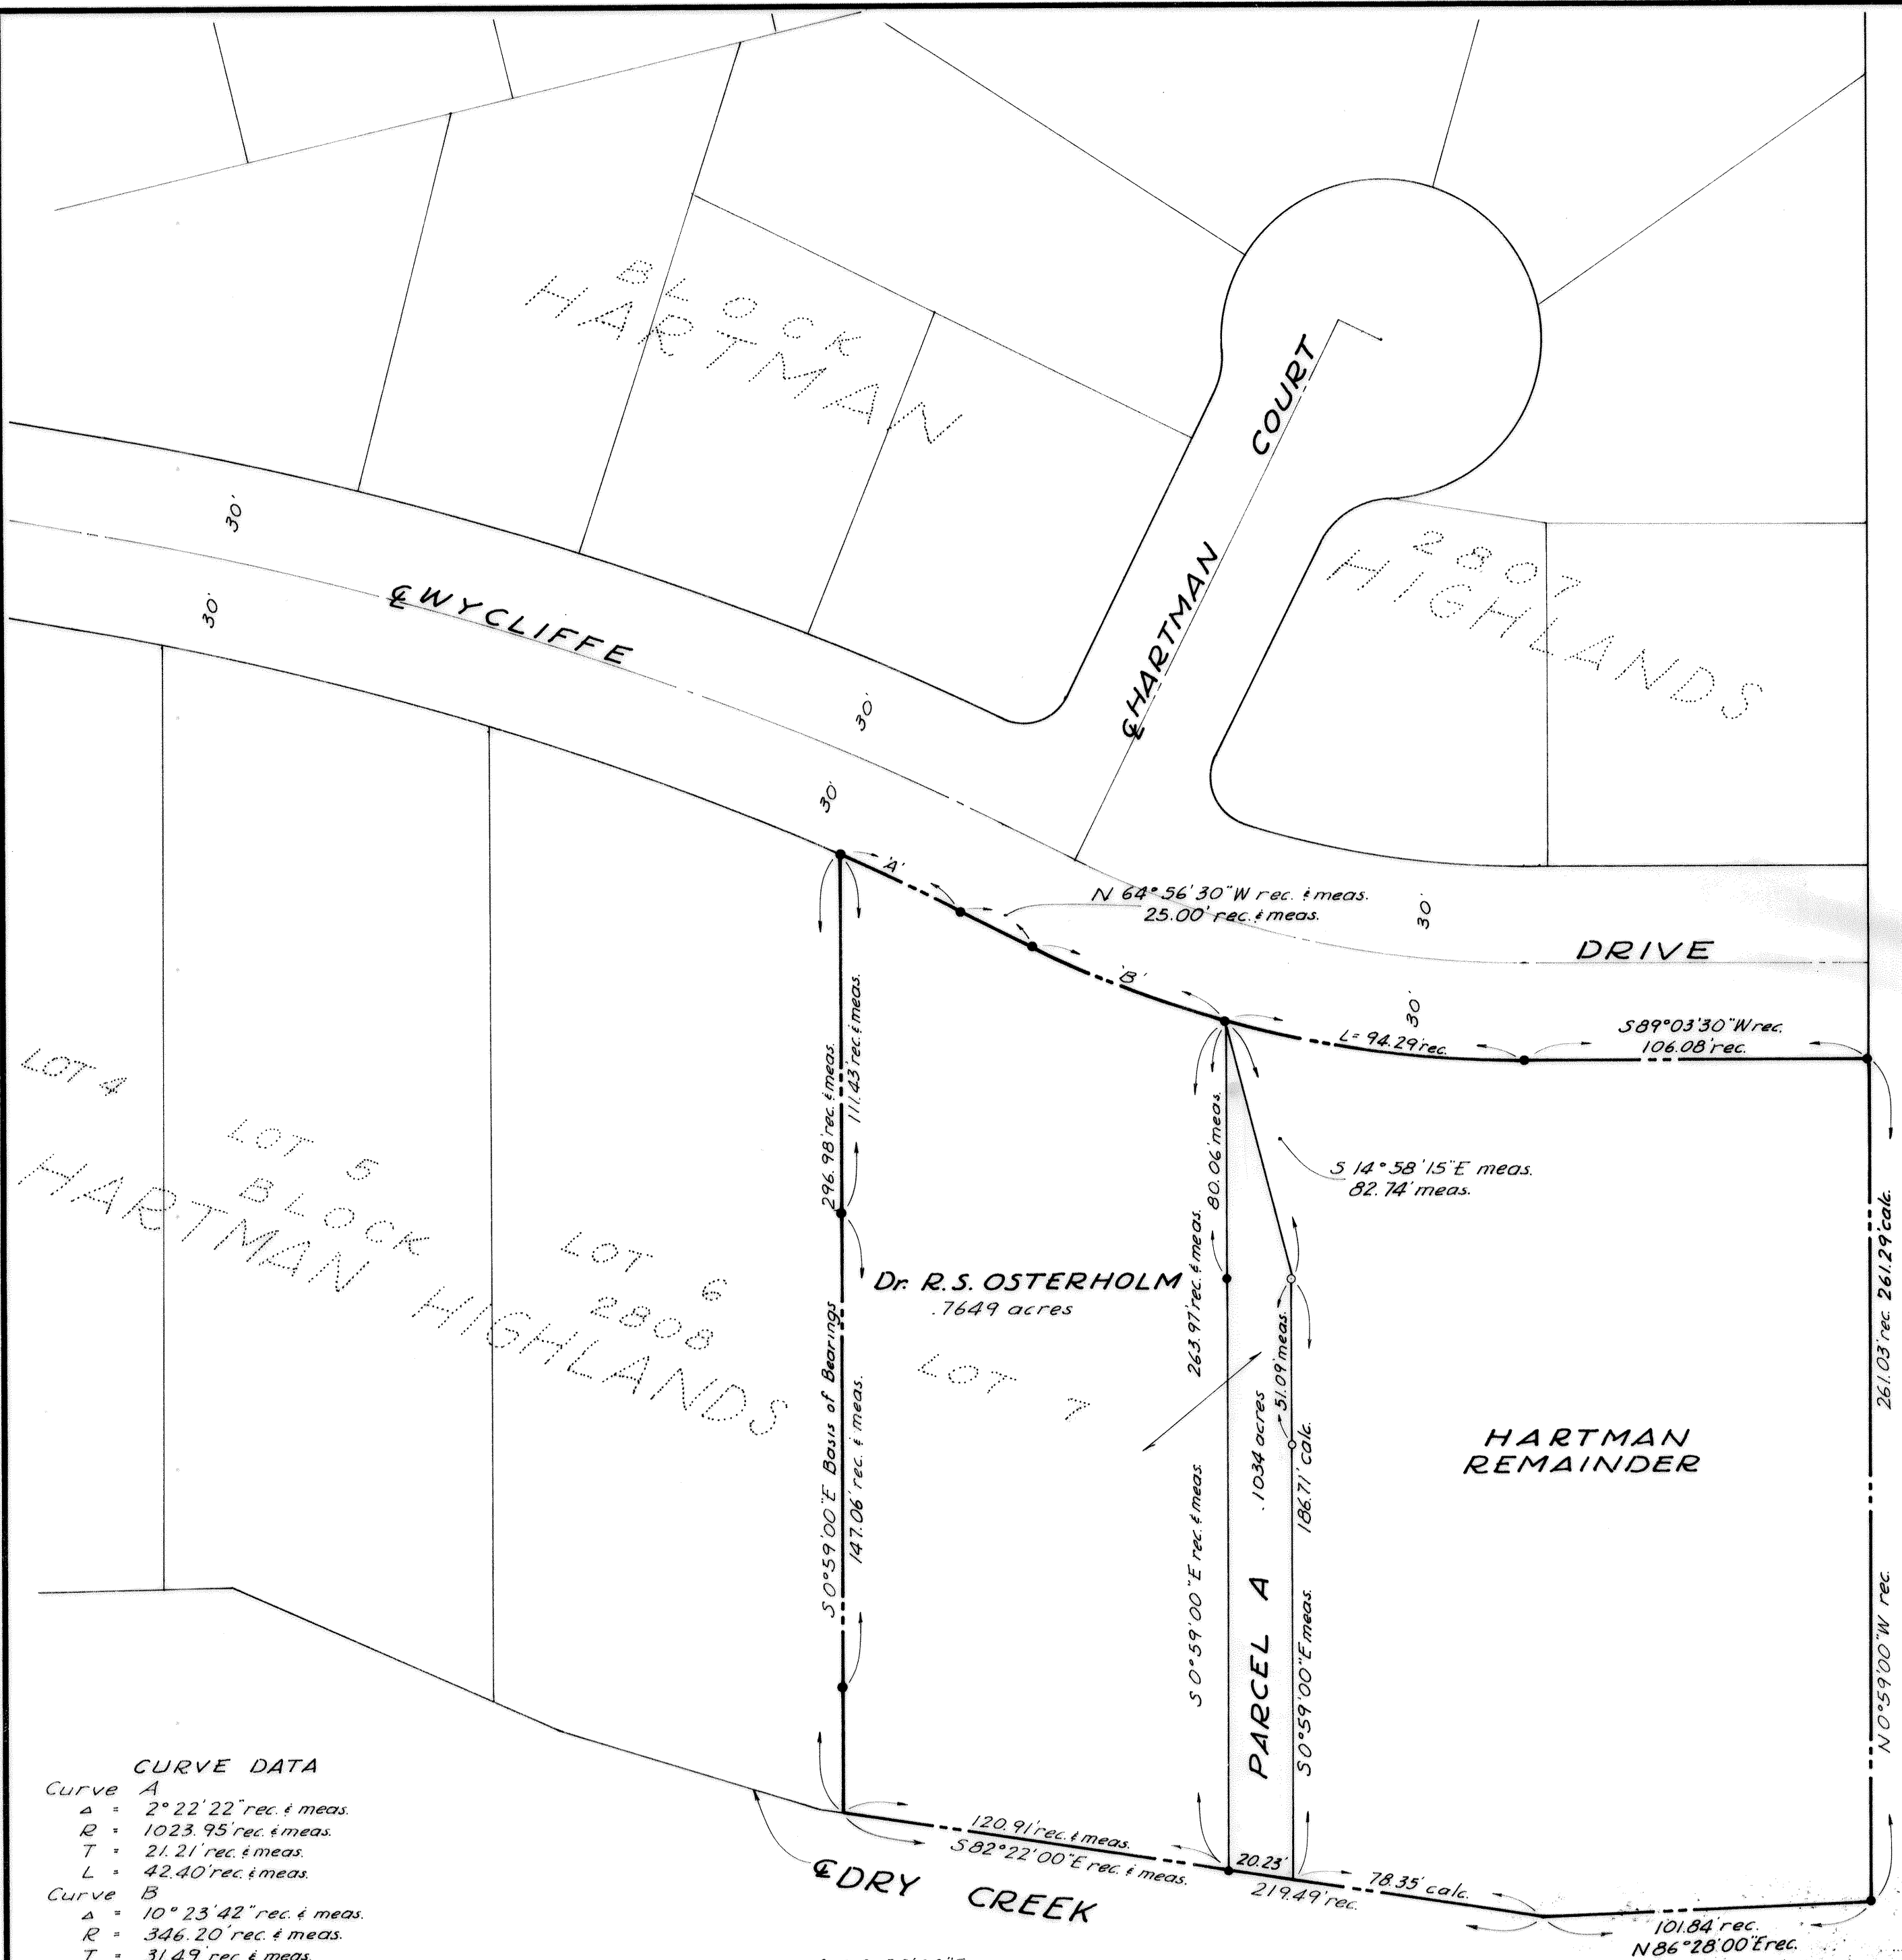 BLOCK
HARTMAN
COURT
℄ HARTMAN
2807
HIGHLANDS
30'
30'
℄ WYCLIFFE
30'
30'
'A'
N 64° 56' 30" W rec. & meas.
25.00' rec. & meas.
30'
DRIVE
'B'
30'
L= 94.29' rec.
S 89° 03' 30" W rec.
106.08' rec.
296.98' rec. & meas.
111.43' rec. & meas.
S 0° 59' 00" E Basis of Bearings
147.06' rec. & meas.
LOT 4
LOT 5
BLOCK
HARTMAN HIGHLANDS
LOT 6
2808
Dr. R.S. OSTERHOLM
.7649 acres
LOT 7
80.06' meas.
263.97' rec. & meas.
S 0° 59' 00" E rec. & meas.
S 14° 58' 15" E meas.
82.74' meas.
51.09' meas.
186.71' calc.
S 0° 59' 00" E meas.
PARCEL A .1034 acres
HARTMAN
REMAINDER
261.03' rec. 261.29' calc.
N 0° 59' 00" W rec.
120.91' rec. & meas.
S 82° 22' 00" E rec. & meas.
20.23'
219.49' rec.
78.35' calc.
101.84' rec.
N 86° 28' 00" E rec.
℄ DRY CREEK
CURVE DATA
Curve A
Δ = 2° 22' 22" rec. & meas.
R = 1023.95' rec. & meas.
T = 21.21' rec. & meas.
L = 42.40' rec. & meas.
Curve B
Δ = 10° 23' 42" rec. & meas.
R = 346.20' rec. & meas.
T = 31.49' rec. & meas.